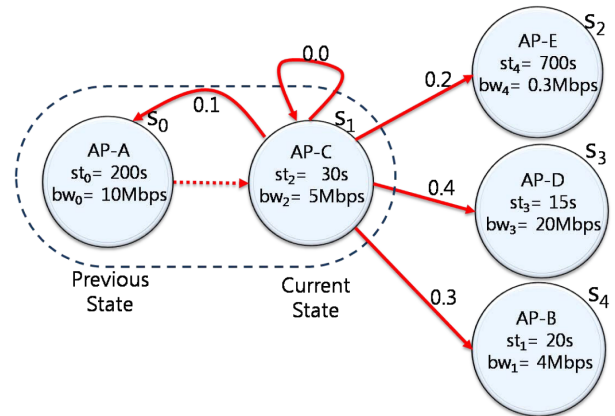 S2
AP-E
st4= 700s
bw4= 0.3Mbps
0.0
0.2
0.1
S0
S1
AP-A
st0= 200s
bw0= 10Mbps
AP-C
st2= 30s
bw2= 5Mbps
S3
AP-D
st3= 15s
bw3= 20Mbps
0.4
Previous
State
Current
State
0.3
S4
AP-B
st1= 20s
bw1= 4Mbps